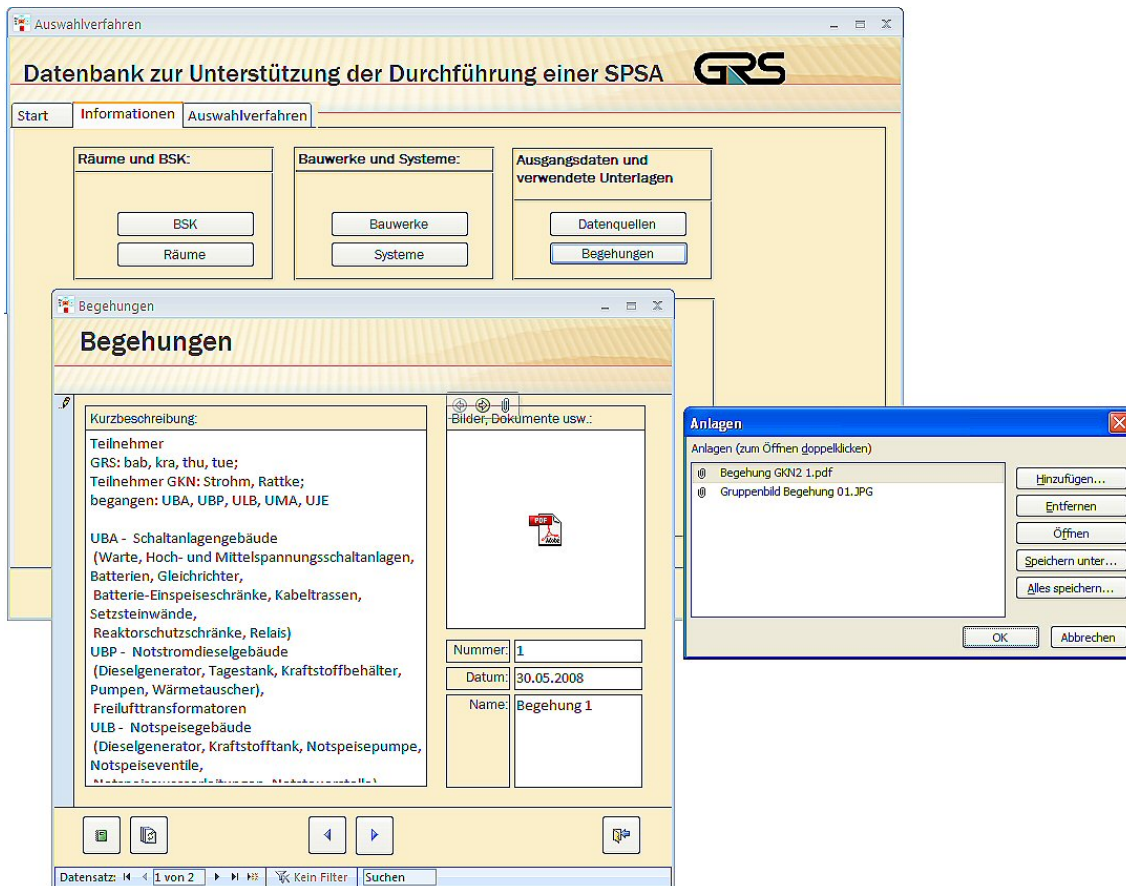 Auswahlverfahren
Datenbank zur Unterstützung der Durchführung einer SPSA GRS
Start Informationen Auswahlverfahren
Räume und BSK:
BSK
Räume
Bauwerke und Systeme:
Bauwerke
Systeme
Ausgangsdaten und
verwendete Unterlagen
Datenquellen
Begehungen
Begehungen
Begehungen
Kurzbeschreibung:
Teilnehmer
GRS: bab, kra, thu, tue;
Teilnehmer GKN: Strohm, Rattke;
begangen: UBA, UBP, ULB, UMA, UJE
UBA - Schaltanlagengebäude
(Warte, Hoch- und Mittelspannungsschaltanlagen,
Batterien, Gleichrichter,
Batterie-Einspeiseschränke, Kabeltrassen,
Setzsteinwände,
Reaktorschutzschränke, Relais)
UBP - Notstromdieselgebäude
(Dieselgenerator, Tagestank, Kraftstoffbehälter,
Pumpen, Wärmetauscher),
Freilufttransformatoren
ULB - Notspeisegebäude
(Dieselgenerator, Kraftstofftank, Notspeisepumpe,
Notspeiseventile,
Bilder, Dokumente usw.:
PDF
Adobe
Nummer: 1
Datum: 30.05.2008
Name: Begehung 1
Datensatz: 1 von 2 Kein Filter Suchen
Anlagen
Anlagen (zum Öffnen doppelklicken)
Begehung GKN2 1.pdf
Gruppenbild Begehung 01.JPG
Hinzufügen...
Entfernen
Öffnen
Speichern unter...
Alles speichern...
OK Abbrechen